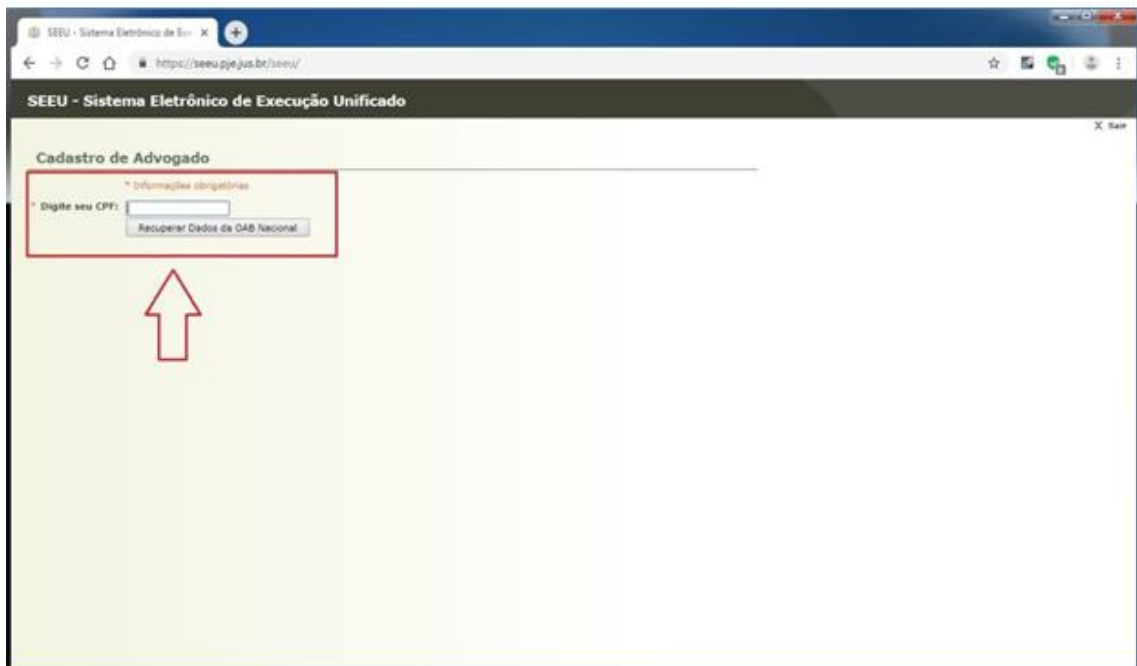 SEEU - Sistema Eletrônico de Exe
https://seeu.pje.jus.br/seeu/
SEEU - Sistema Eletrônico de Execução Unificado
X Sair
Cadastro de Advogado
* Informações obrigatórias
* Digite seu CPF:
Recuperar Dados da OAB Nacional